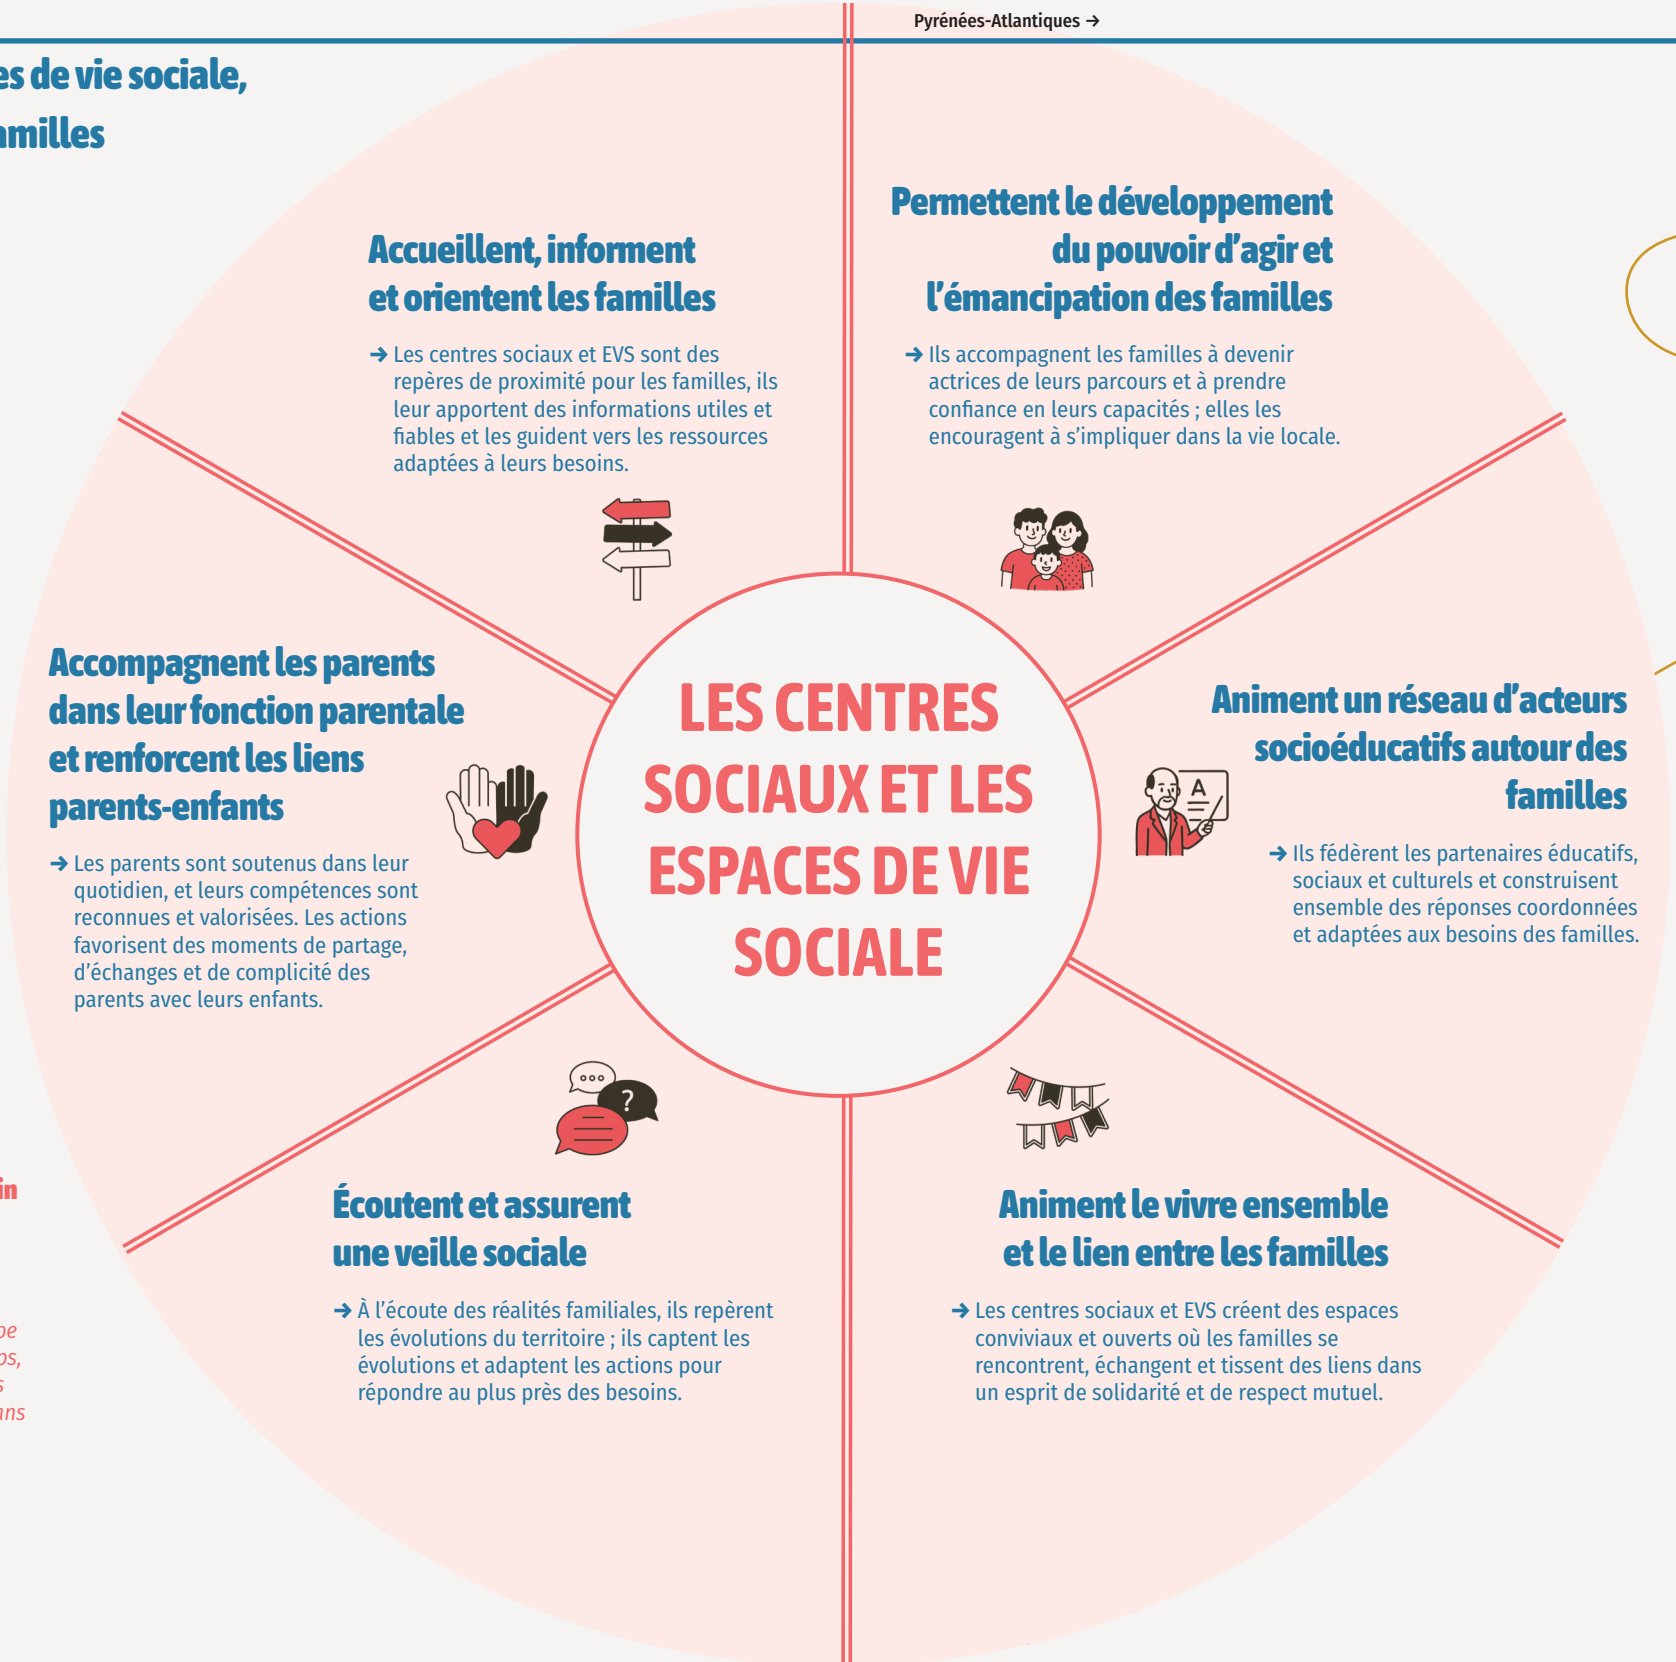 Pyrénées-Atlantiques →
de vie sociale,
Accueillent, informent
et orientent les familles
→ Les centres sociaux et EVS sont des
repères de proximité pour les familles, ils
leur apportent des informations utiles et
fiables et les guident vers les ressources
adaptées à leurs besoins.
Permettent le développement
du pouvoir d’agir et
l’émancipation des familles
→ Ils accompagnent les familles à devenir
actrices de leurs parcours et à prendre
confiance en leurs capacités ; elles les
encouragent à s’impliquer dans la vie locale.
Accompagnent les parents
dans leur fonction parentale
et renforcent les liens
parents-enfants
→ Les parents sont soutenus dans leur
quotidien, et leurs compétences sont
reconnues et valorisées. Les actions
favorisent des moments de partage,
d’échanges et de complicité des
parents avec leurs enfants.
LES CENTRES
SOCIAUX ET LES
ESPACES DE VIE
SOCIALE
Animent un réseau d’acteurs
socioéducatifs autour des
familles
A
→ Ils fédèrent les partenaires éducatifs,
sociaux et culturels et construisent
ensemble des réponses coordonnées
et adaptées aux besoins des familles.
?
Écoutent et assurent
une veille sociale
→ À l’écoute des réalités familiales, ils repèrent
les évolutions du territoire ; ils captent les
évolutions et adaptent les actions pour
répondre au plus près des besoins.
Animent le vivre ensemble
et le lien entre les familles
→ Les centres sociaux et EVS créent des espaces
conviviaux et ouverts où les familles se
rencontrent, échangent et tissent des liens dans
un esprit de solidarité et de respect mutuel.